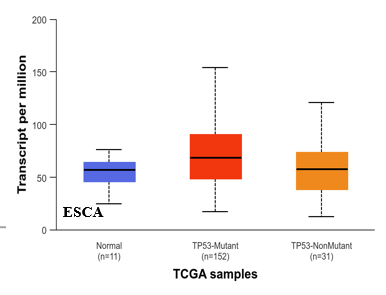 Transcript per million
200
150
100
50
0
ESCA
Normal
(n=11)
TP53-Mutant
(n=152)
TP53-NonMutant
(n=31)
TCGA samples